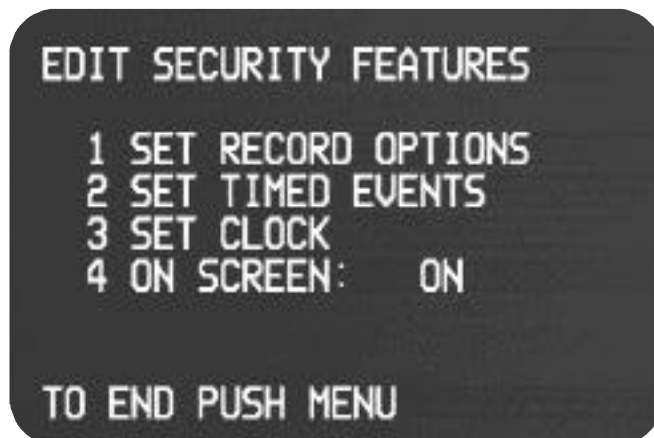 EDIT SECURITY FEATURES
1 SET RECORD OPTIONS
2 SET TIMED EVENTS
3 SET CLOCK
4 ON SCREEN: ON
TO END PUSH MENU